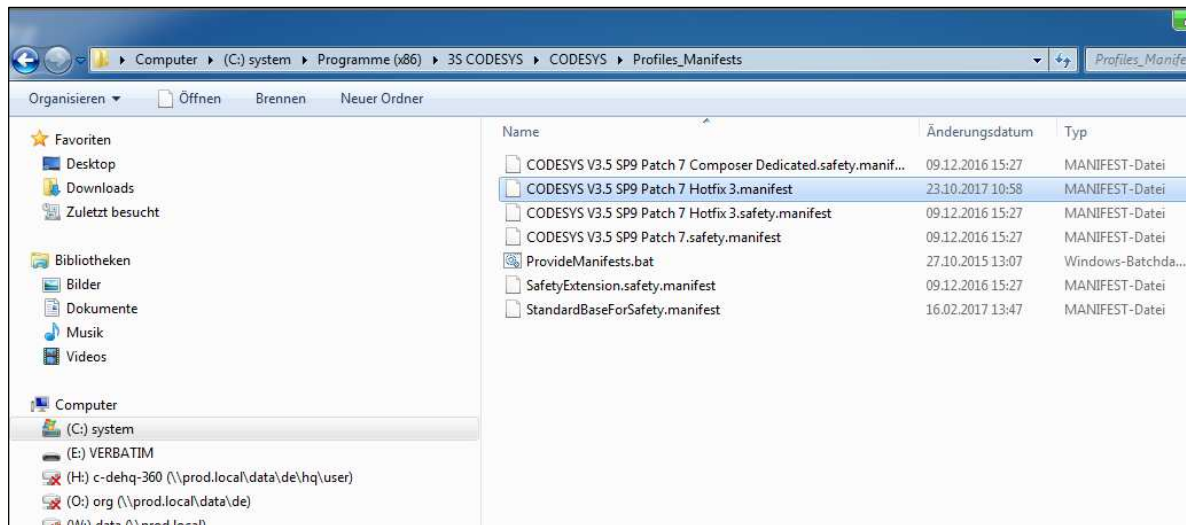 Computer ▸ (C:) system ▸ Programme (x86) ▸ 3S CODESYS ▸ CODESYS ▸ Profiles_Manifests
Profiles_Manife
Organisieren Öffnen Brennen Neuer Ordner
Favoriten
Desktop
Downloads
Zuletzt besucht
Bibliotheken
Bilder
Dokumente
Musik
Videos
Computer
(C:) system
(E:) VERBATIM
(H:) c-dehq-360 (\\prod.local\data\de\hq\user)
(O:) org (\\prod.local\data\de)
(W:) data (\\prod.local)
Name Änderungsdatum Typ
CODESYS V3.5 SP9 Patch 7 Composer Dedicated.safety.manif... 09.12.2016 15:27 MANIFEST-Datei
CODESYS V3.5 SP9 Patch 7 Hotfix 3.manifest 23.10.2017 10:58 MANIFEST-Datei
CODESYS V3.5 SP9 Patch 7 Hotfix 3.safety.manifest 09.12.2016 15:27 MANIFEST-Datei
CODESYS V3.5 SP9 Patch 7.safety.manifest 09.12.2016 15:27 MANIFEST-Datei
ProvideManifests.bat 27.10.2015 13:07 Windows-Batchda...
SafetyExtension.safety.manifest 09.12.2016 15:27 MANIFEST-Datei
StandardBaseForSafety.manifest 16.02.2017 13:47 MANIFEST-Datei